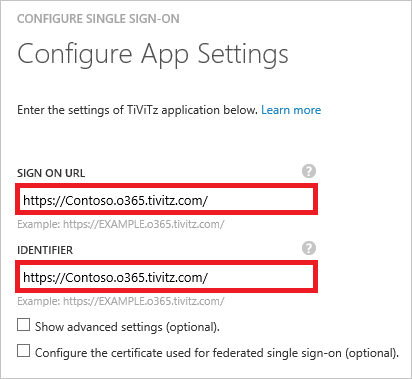 CONFIGURE SINGLE SIGN-ON
Configure App Settings
Enter the settings of TiViTz application below. Learn more
SIGN ON URL ?
https://Contoso.o365.tivitz.com/
Example: https://EXAMPLE.o365.tivitz.com/
IDENTIFIER ?
https://Contoso.o365.tivitz.com/
Example: https://EXAMPLE.o365.tivitz.com/
Show advanced settings (optional).
Configure the certificate used for federated single sign-on (optional).